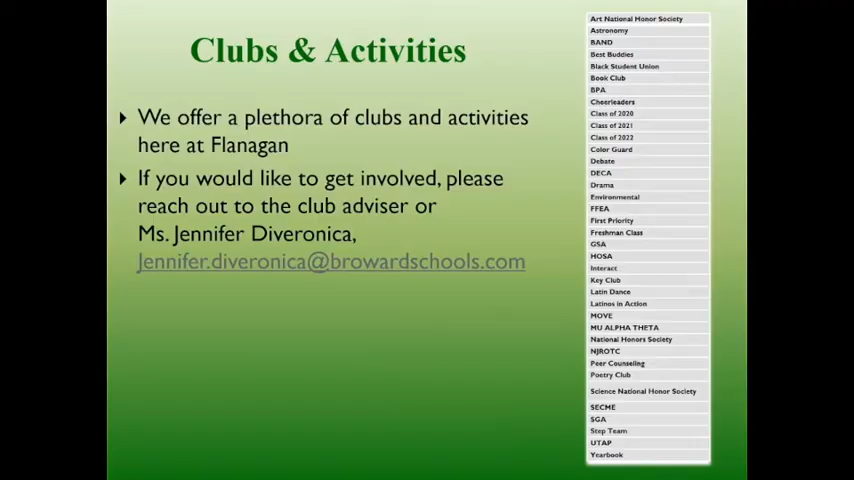 Clubs & Activities
We offer a plethora of clubs and activities
here at Flanagan
If you would like to get involved, please
reach out to the club adviser or
Ms. Jennifer Diveronica,
Jennifer.diveronica@browardschools.com
Art National Honor Society
Astronomy
BAND
Best Buddies
Black Student Union
Book Club
BPA
Cheerleaders
Class of 2020
Class of 2021
Class of 2022
Color Guard
Debate
DECA
Drama
Environmental
FFEA
First Priority
Freshman Class
GSA
HOSA
Interact
Key Club
Latin Dance
Latinos in Action
MOVE
MU ALPHA THETA
National Honors Society
NJROTC
Peer Counseling
Poetry Club
Science National Honor Society
SECME
SGA
Step Team
UTAP
Yearbook